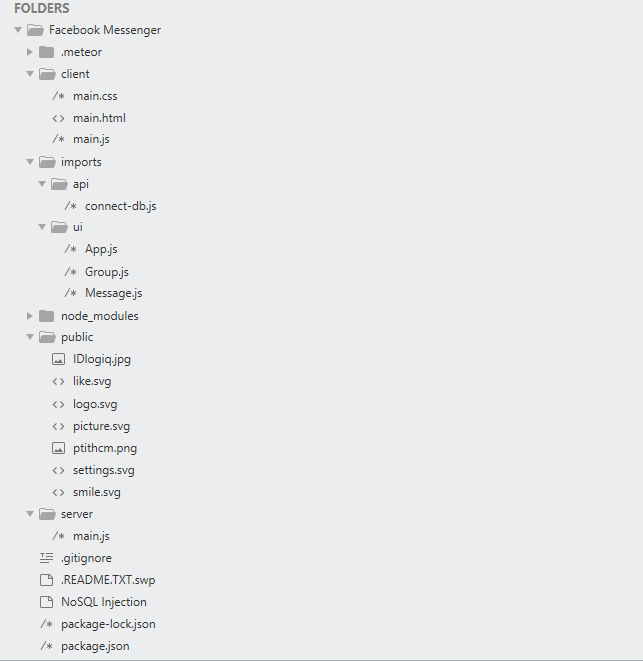 FOLDERS
Facebook Messenger
.meteor
client
main.css
main.html
main.js
imports
api
connect-db.js
ui
App.js
Group.js
Message.js
node_modules
public
IDlogiq.jpg
like.svg
logo.svg
picture.svg
ptithcm.png
settings.svg
smile.svg
server
main.js
.gitignore
.README.TXT.swp
NoSQL Injection
package-lock.json
package.json